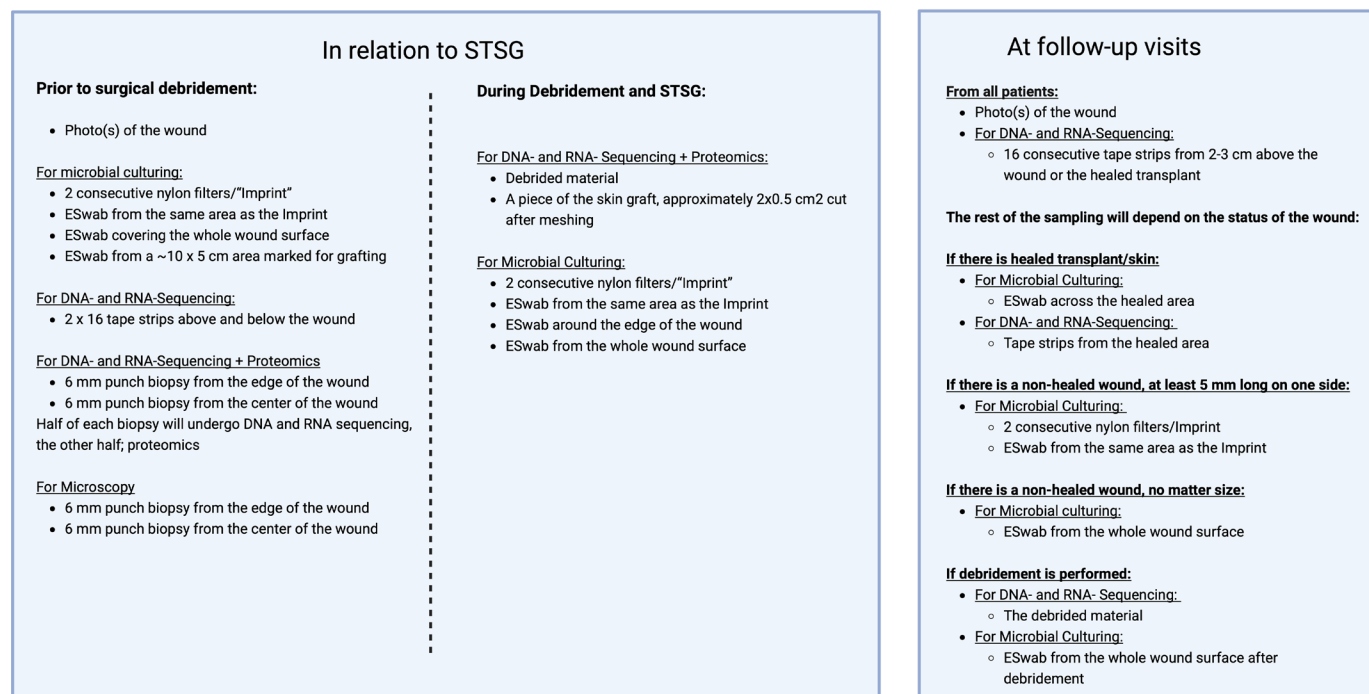 In relation to STSG
Prior to surgical debridement:
• Photo(s) of the wound
For microbial culturing:
• 2 consecutive nylon filters/“Imprint”
• ESwab from the same area as the Imprint
• ESwab covering the whole wound surface
• ESwab from a ~10 x 5 cm area marked for grafting
For DNA- and RNA-Sequencing:
• 2 x 16 tape strips above and below the wound
For DNA- and RNA-Sequencing + Proteomics
• 6 mm punch biopsy from the edge of the wound
• 6 mm punch biopsy from the center of the wound
Half of each biopsy will undergo DNA and RNA sequencing,
the other half; proteomics
For Microscopy
• 6 mm punch biopsy from the edge of the wound
• 6 mm punch biopsy from the center of the wound
During Debridement and STSG:
For DNA- and RNA- Sequencing + Proteomics:
• Debrided material
• A piece of the skin graft, approximately 2x0.5 cm2 cut
after meshing
For Microbial Culturing:
• 2 consecutive nylon filters/“Imprint”
• ESwab from the same area as the Imprint
• ESwab around the edge of the wound
• ESwab from the whole wound surface
At follow-up visits
From all patients:
• Photo(s) of the wound
• For DNA- and RNA-Sequencing:
◦ 16 consecutive tape strips from 2-3 cm above the
wound or the healed transplant
The rest of the sampling will depend on the status of the wound:
If there is healed transplant/skin:
• For Microbial Culturing:
◦ ESwab across the healed area
• For DNA- and RNA-Sequencing:
◦ Tape strips from the healed area
If there is a non-healed wound, at least 5 mm long on one side:
• For Microbial Culturing:
◦ 2 consecutive nylon filters/Imprint
◦ ESwab from the same area as the Imprint
If there is a non-healed wound, no matter size:
• For Microbial culturing:
◦ ESwab from the whole wound surface
If debridement is performed:
• For DNA- and RNA- Sequencing:
◦ The debrided material
• For Microbial Culturing:
◦ ESwab from the whole wound surface after
debridement